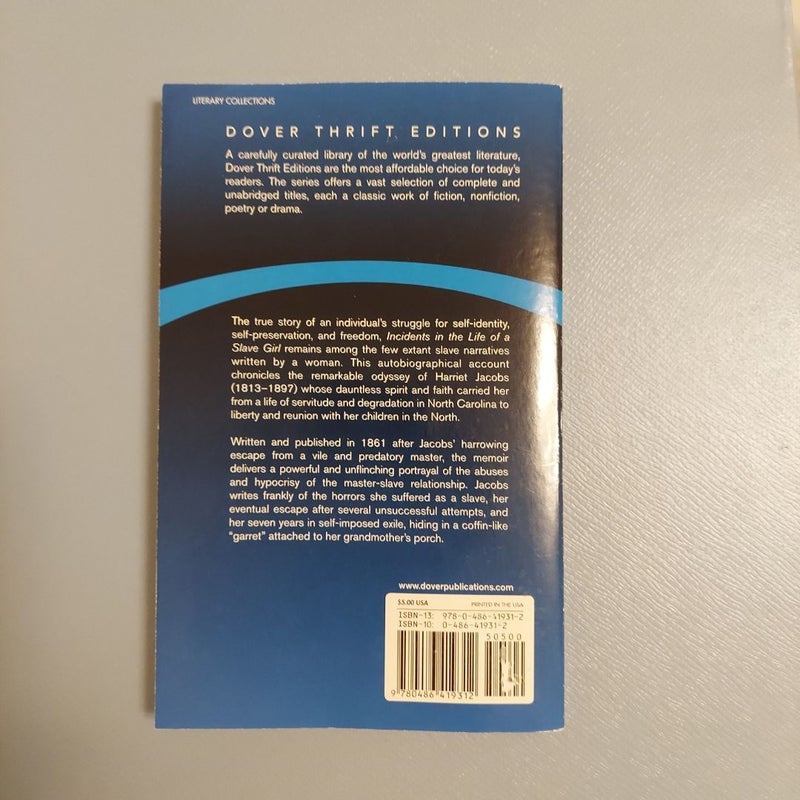 LITERARY COLLECTIONS
DOVER THRIFT EDITIONS
A carefully curated library of the world's greatest literature,
Dover Thrift Editions are the most affordable choice for today's
readers. The series offers a vast selection of complete and
unabridged titles, each a classic work of fiction, nonfiction,
poetry or drama.
The true story of an individual's struggle for self-identity,
self-preservation, and freedom, Incidents in the Life of a
Slave Girl remains among the few extant slave narratives
written by a woman. This autobiographical account
chronicles the remarkable odyssey of Harriet Jacobs
(1813–1897) whose dauntless spirit and faith carried her
from a life of servitude and degradation in North Carolina to
liberty and reunion with her children in the North.
Written and published in 1861 after Jacobs' harrowing
escape from a vile and predatory master, the memoir
delivers a powerful and unflinching portrayal of the abuses
and hypocrisy of the master-slave relationship. Jacobs
writes frankly of the horrors she suffered as a slave, her
eventual escape after several unsuccessful attempts, and
her seven years in self-imposed exile, hiding in a coffin-like
"garret" attached to her grandmother's porch.
www.doverpublications.com
$5.00 USA PRINTED IN THE USA
ISBN-13: 978-0-486-41931-2
ISBN-10: 0-486-41931-2
50500
9 780486 419312